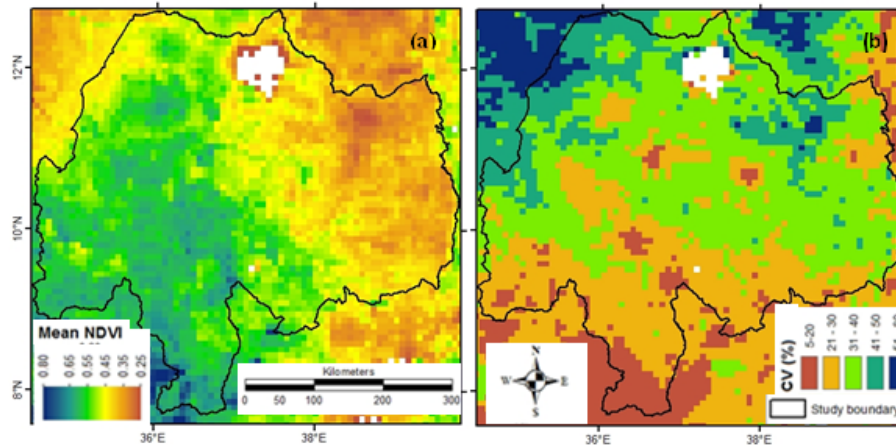 (a)
(b)
12°N
10°N
8°N
Mean NDVI
0.80
0.65
0.55
0.45
0.35
0.25
Kilometers
0 100 200 300
36°E
38°E
N
W E
S
CV (%)
5-20
21 - 30
31 - 40
41 - 50
Study boundary
36°E
38°E